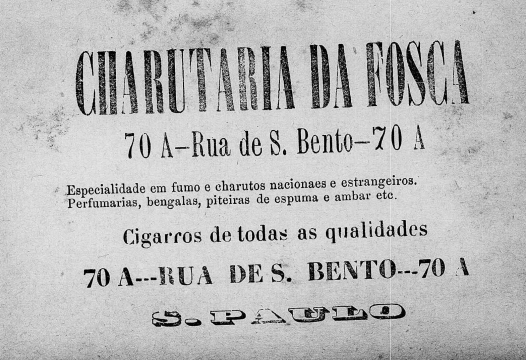 CHARUTARIA DA FOSCA
70 A-Rua de S. Bento-70 A
Especialidade em fumo e charutos nacionaes e estrangeiros.
Perfumarias, bengalas, piteiras de espuma e ambar etc.
Cigarros de todas as qualidades
70 A---RUA DE S. BENTO---70 A
S. PAULO